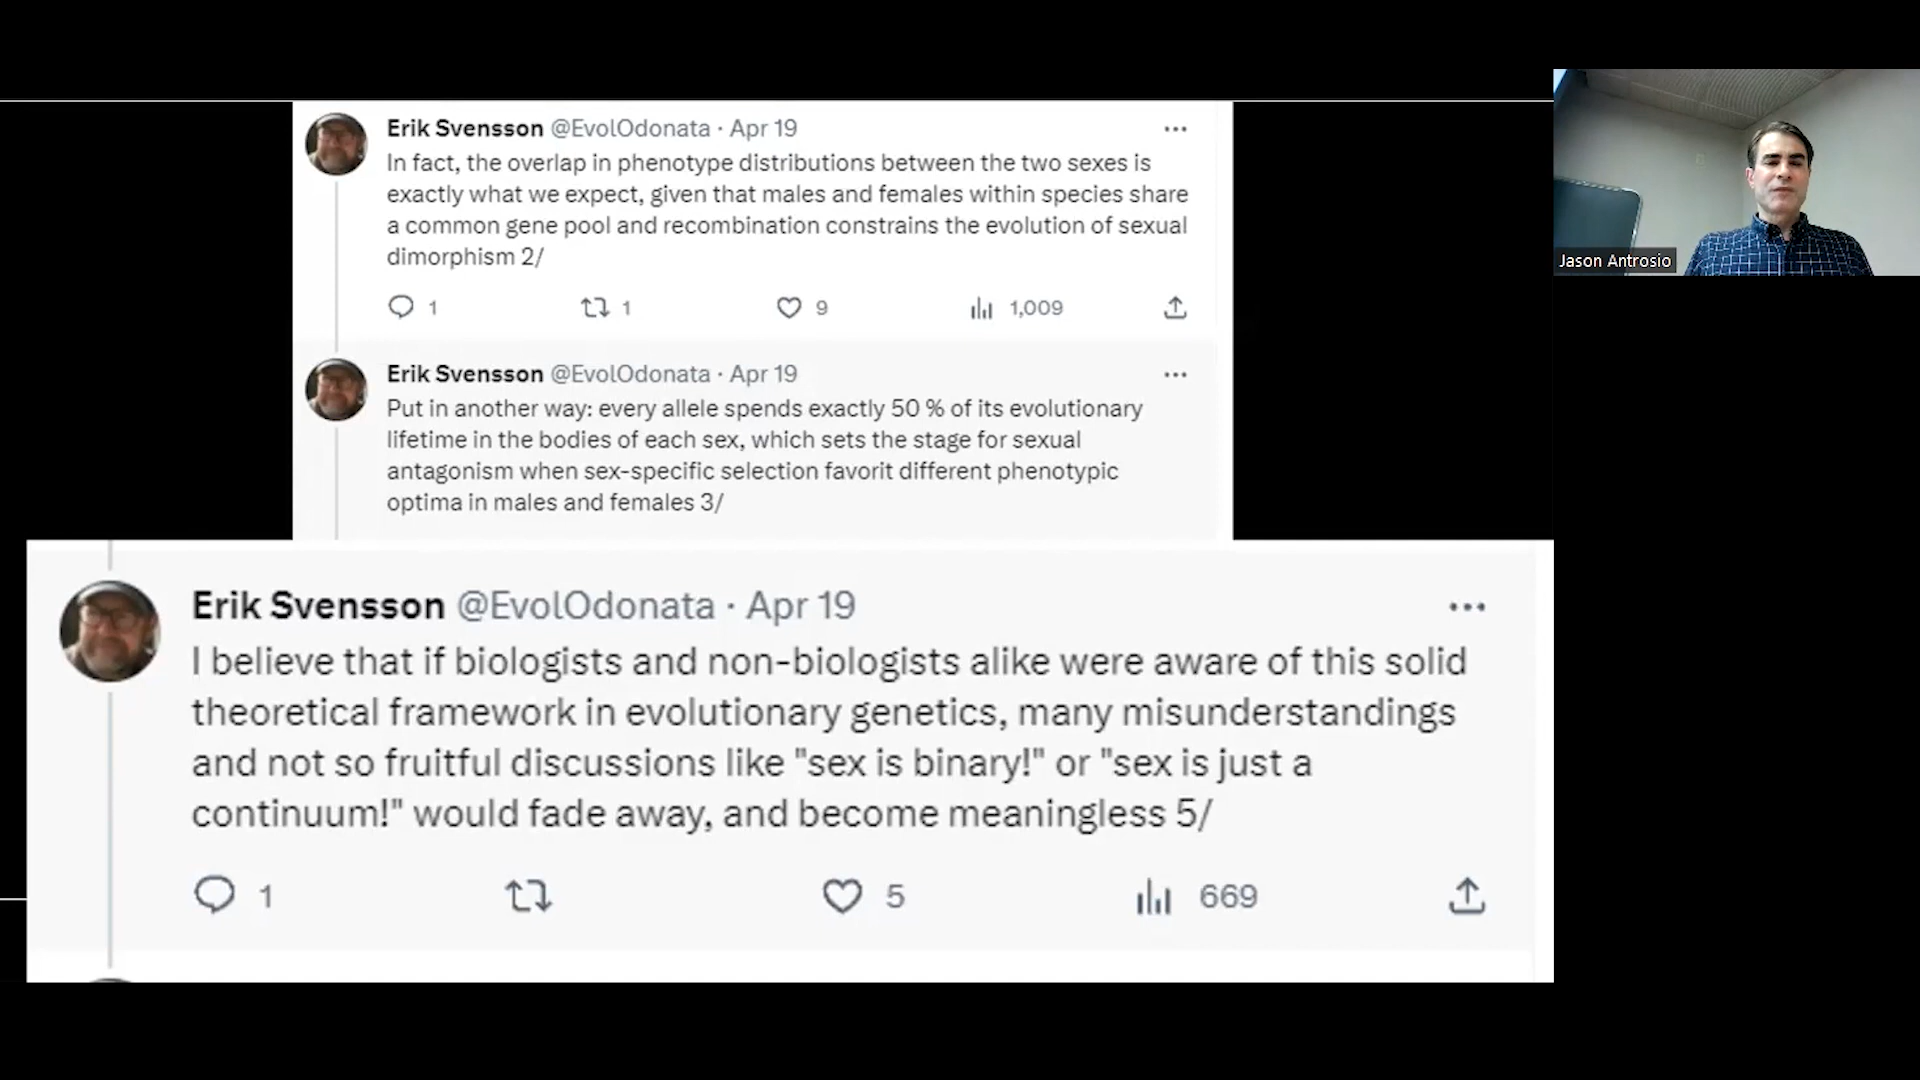 Erik Svensson @EvolOdonata · Apr 19
In fact, the overlap in phenotype distributions between the two sexes is
exactly what we expect, given that males and females within species share
a common gene pool and recombination constrains the evolution of sexual
dimorphism 2/
1 1 9 1,009
Erik Svensson @EvolOdonata · Apr 19
Put in another way: every allele spends exactly 50 % of its evolutionary
lifetime in the bodies of each sex, which sets the stage for sexual
antagonism when sex-specific selection favorit different phenotypic
optima in males and females 3/
Erik Svensson @EvolOdonata · Apr 19
I believe that if biologists and non-biologists alike were aware of this solid
theoretical framework in evolutionary genetics, many misunderstandings
and not so fruitful discussions like "sex is binary!" or "sex is just a
continuum!" would fade away, and become meaningless 5/
1 5 669
Jason Antrosio